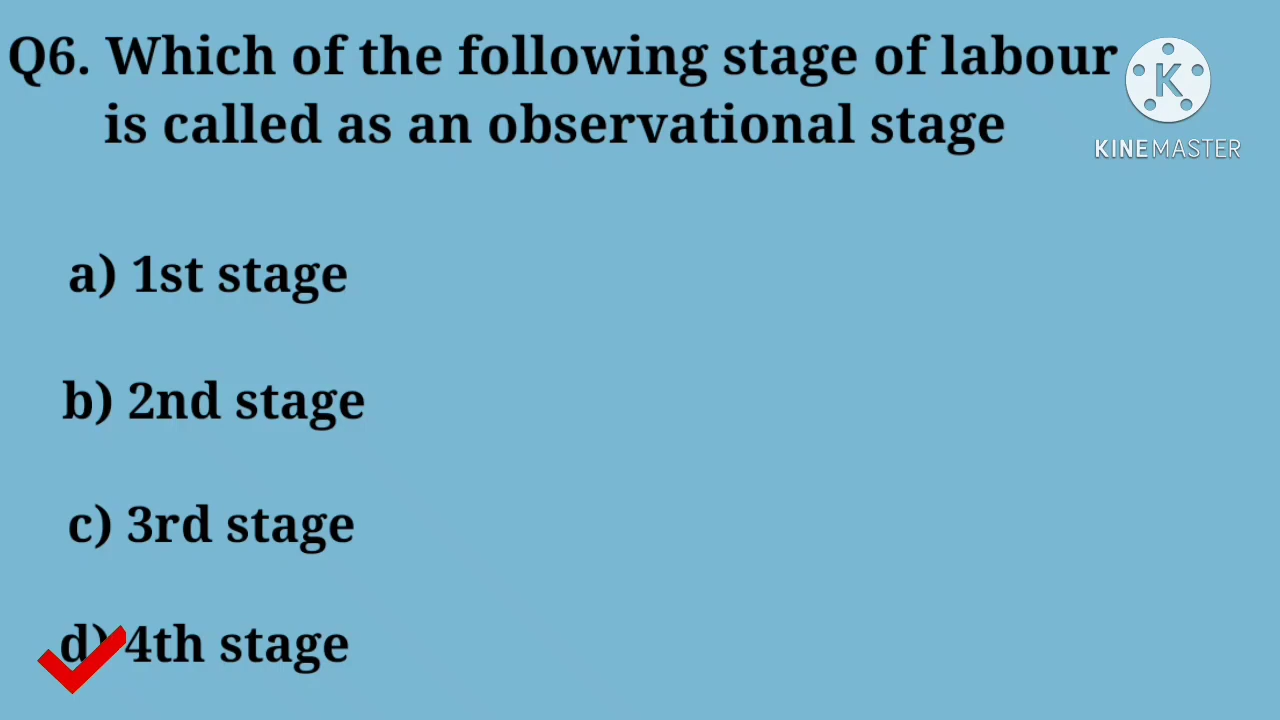 Q6. Which of the following stage of labour
is called as an observational stage
K
KINEMASTER
a) 1st stage
b) 2nd stage
c) 3rd stage
d) 4th stage